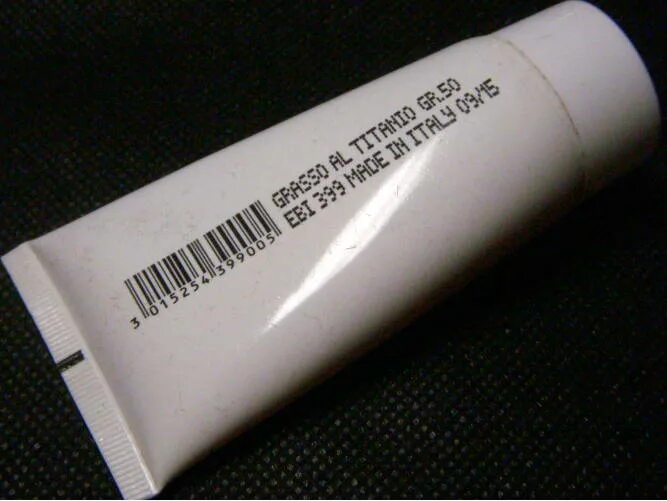 GRASSO AL TITANIO GR.50
EBI 399 MADE IN ITALY 09/15
3 015254 399005